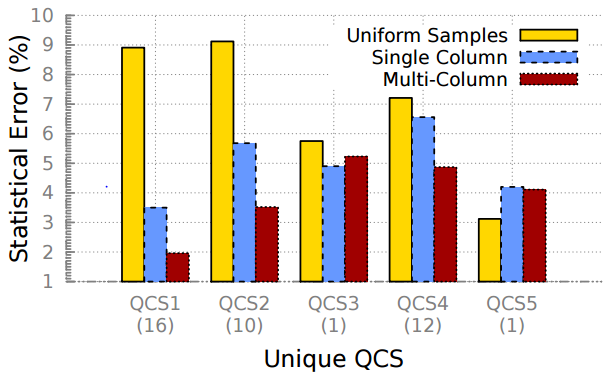 Statistical Error (%)
10
9
8
7
6
5
4
3
2
1
Uniform Samples
Single Column
Multi-Column
QCS1 QCS2 QCS3 QCS4 QCS5
(16) (10) (1) (12) (1)
Unique QCS